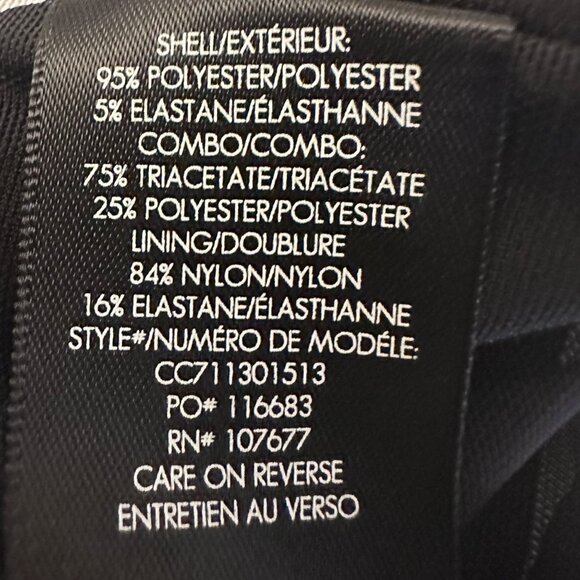 SHELL/EXTÉRIEUR:
95% POLYESTER/POLYESTER
5% ELASTANE/ÉLASTHANNE
COMBO/COMBO:
75% TRIACETATE/TRIACÉTATE
25% POLYESTER/POLYESTER
LINING/DOUBLURE
84% NYLON/NYLON
16% ELASTANE/ÉLASTHANNE
STYLE#/NUMÉRO DE MODÉLE:
CC711301513
PO# 116683
RN# 107677
CARE ON REVERSE
ENTRETIEN AU VERSO